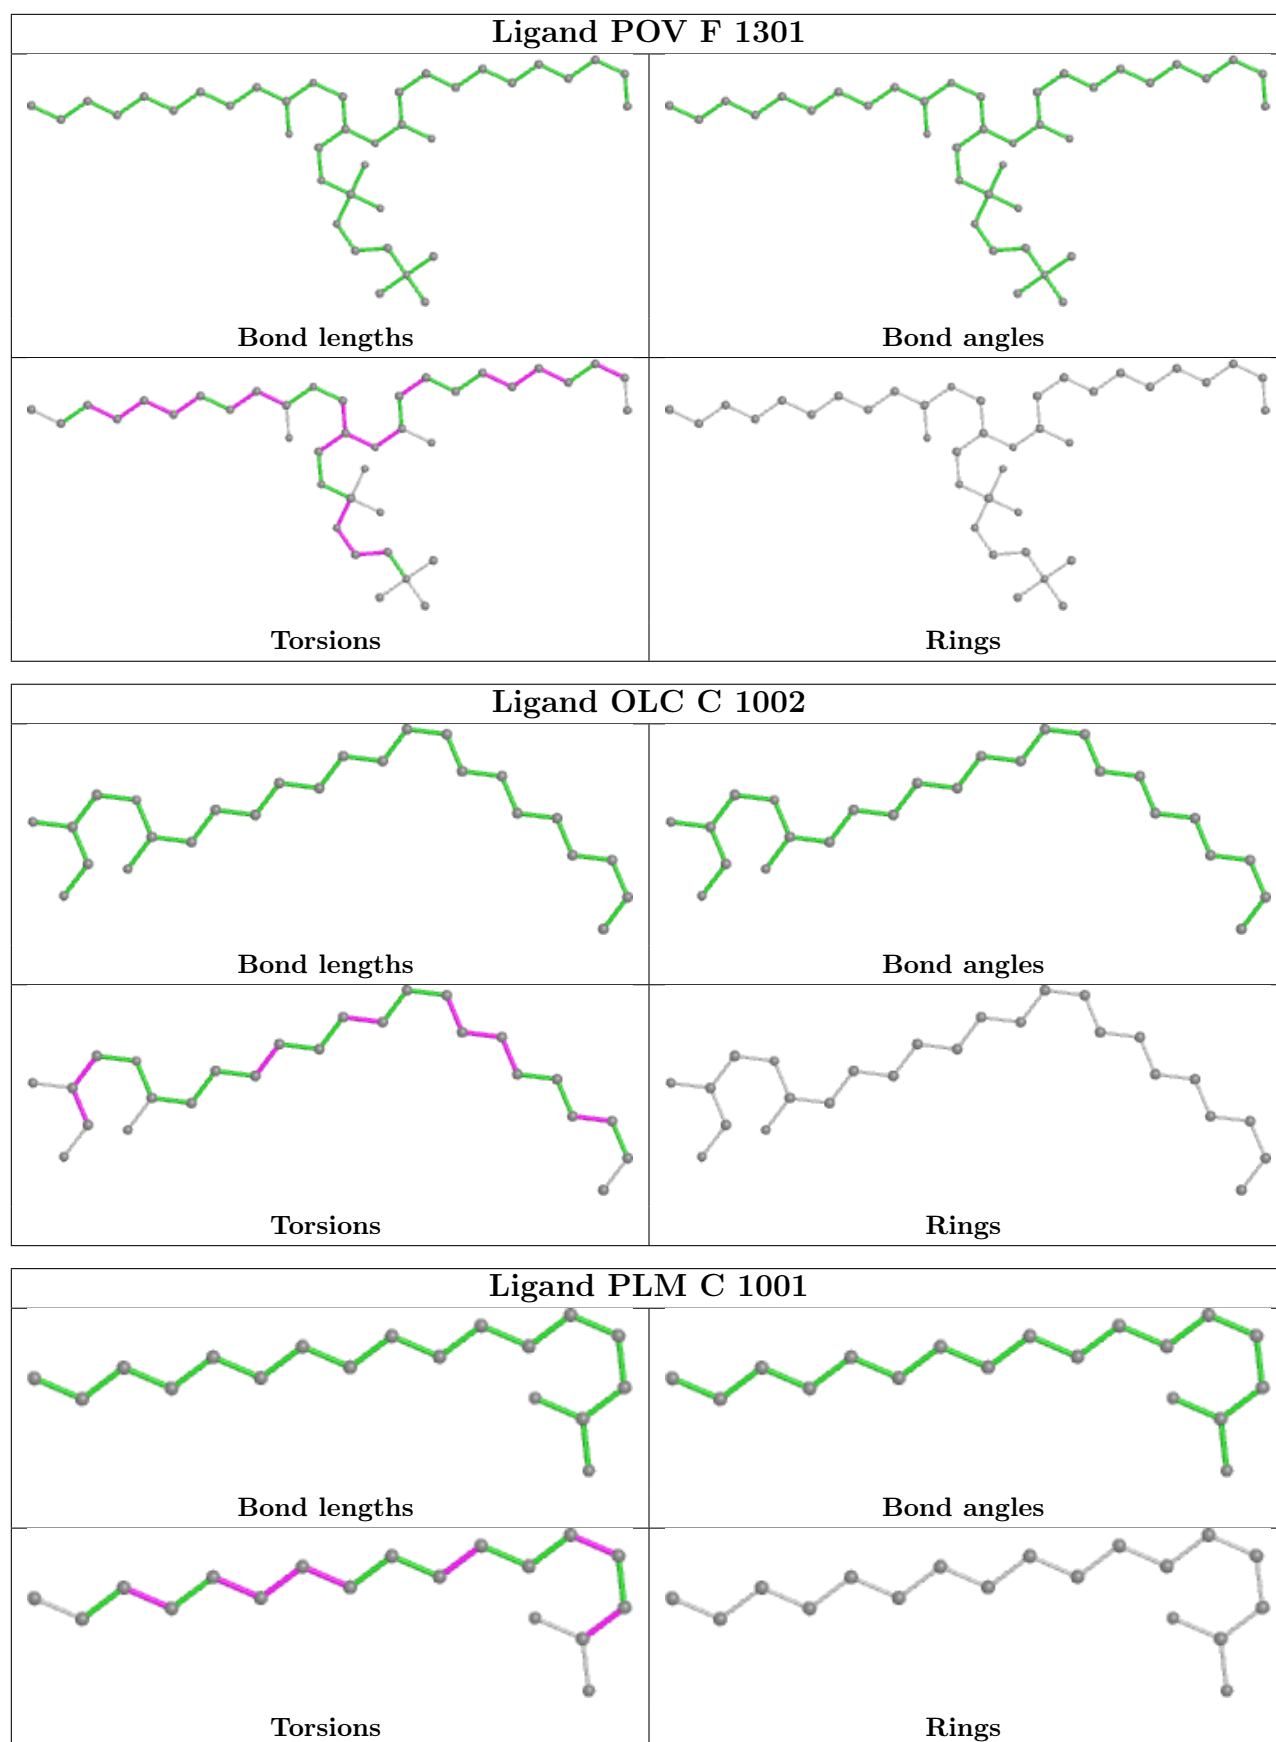 Ligand POV F 1301
Bond lengths
Bond angles
Torsions
Rings
Ligand OLC C 1002
Bond lengths
Bond angles
Torsions
Rings
Ligand PLM C 1001
Bond lengths
Bond angles
Torsions
Rings